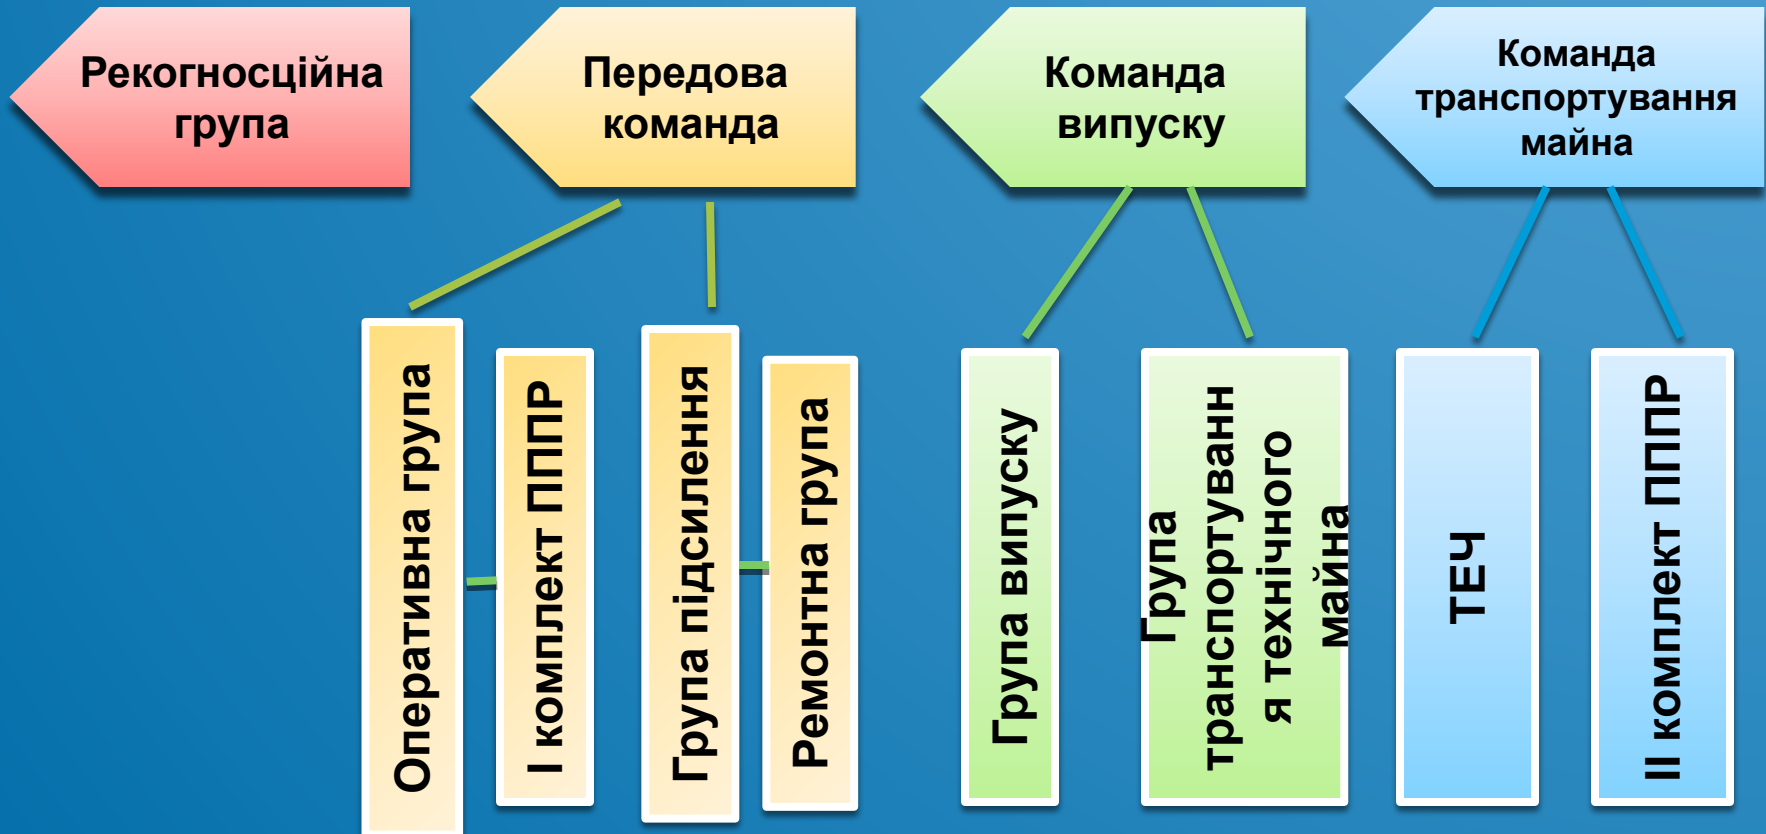 Рекогносційна
група
Передова
команда
Команда
випуску
Команда
транспортування
майна
Оперативна група
І комплект ПППР
Група підсилення
Ремонтна група
Група випуску
Група
транспортуванн
я технічного
майна
ТЕЧ
ІІ комплект ПППР